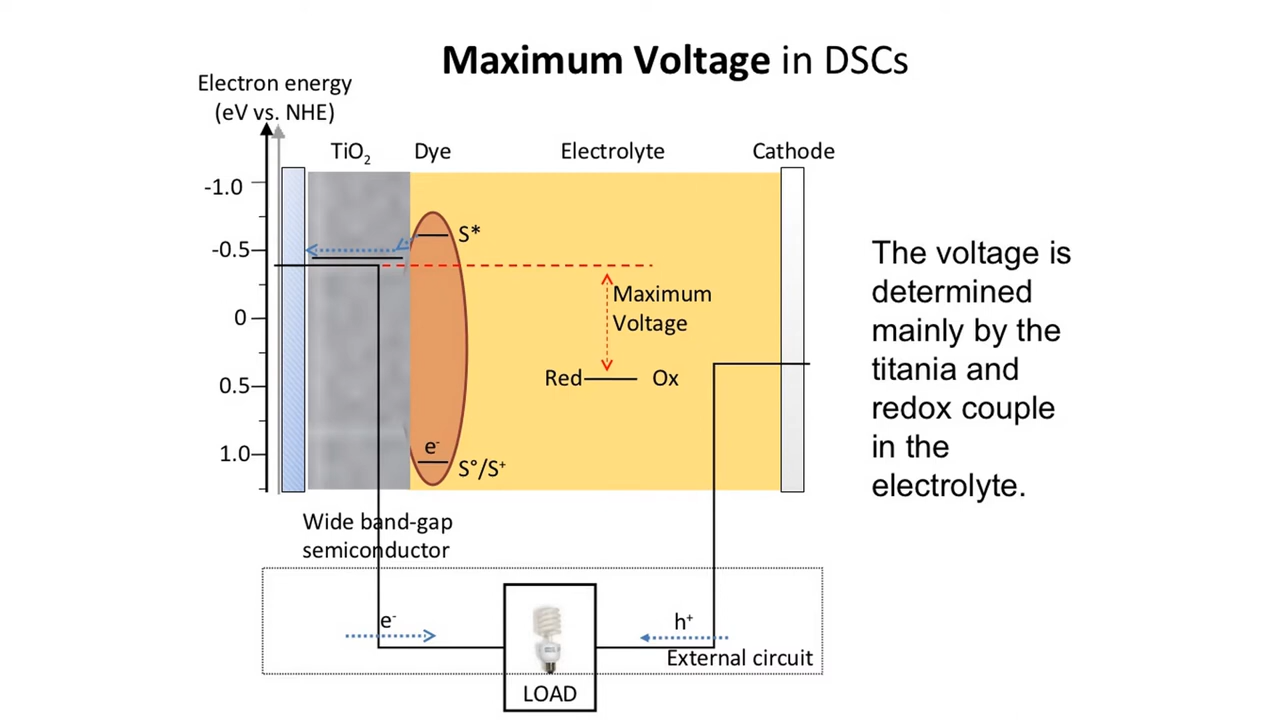 Maximum Voltage in DSCs
Electron energy
(eV vs. NHE)
TiO₂ Dye Electrolyte Cathode
-1.0
-0.5
0
0.5
1.0
S*
Maximum
Voltage
Red Ox
e⁻
S°/S⁺
The voltage is
determined
mainly by the
titania and
redox couple
in the
electrolyte.
Wide band-gap
semiconductor
e⁻
h⁺
External circuit
LOAD